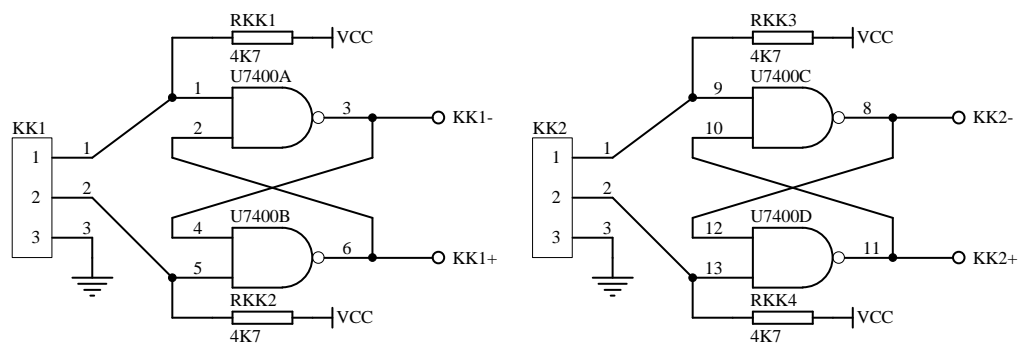 RKK1
VCC
4K7
U7400A
1
2
3
KK1-
KK1
1
2
3
1
2
3
U7400B
4
5
6
KK1+
RKK2
VCC
4K7
RKK3
VCC
4K7
U7400C
9
10
8
KK2-
KK2
1
2
3
1
2
3
U7400D
12
13
11
KK2+
RKK4
VCC
4K7